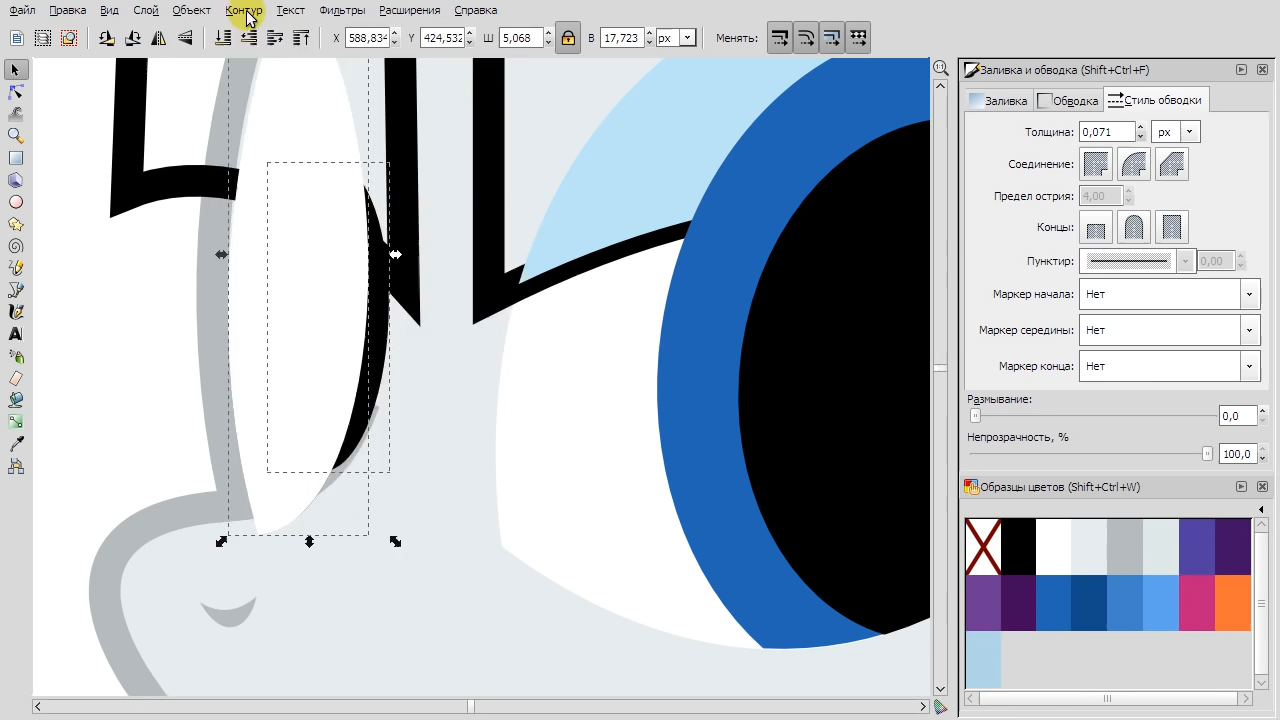 Файл Правка Вид Слой Объект Контур Текст Фильтры Расширения Справка
X 588,834 Y 424,532 Ш 5,068 В 17,723 px Менять:
Заливка и обводка (Shift+Ctrl+F)
Заливка Обводка Стиль обводки
Толщина: 0,071 px
Соединение:
Предел острия: 4,00
Концы:
Пунктир: 0,00
Маркер начала: Нет
Маркер середины: Нет
Маркер конца: Нет
Размывание:
0,0
Непрозрачность, %
100,0
Образцы цветов (Shift+Ctrl+W)